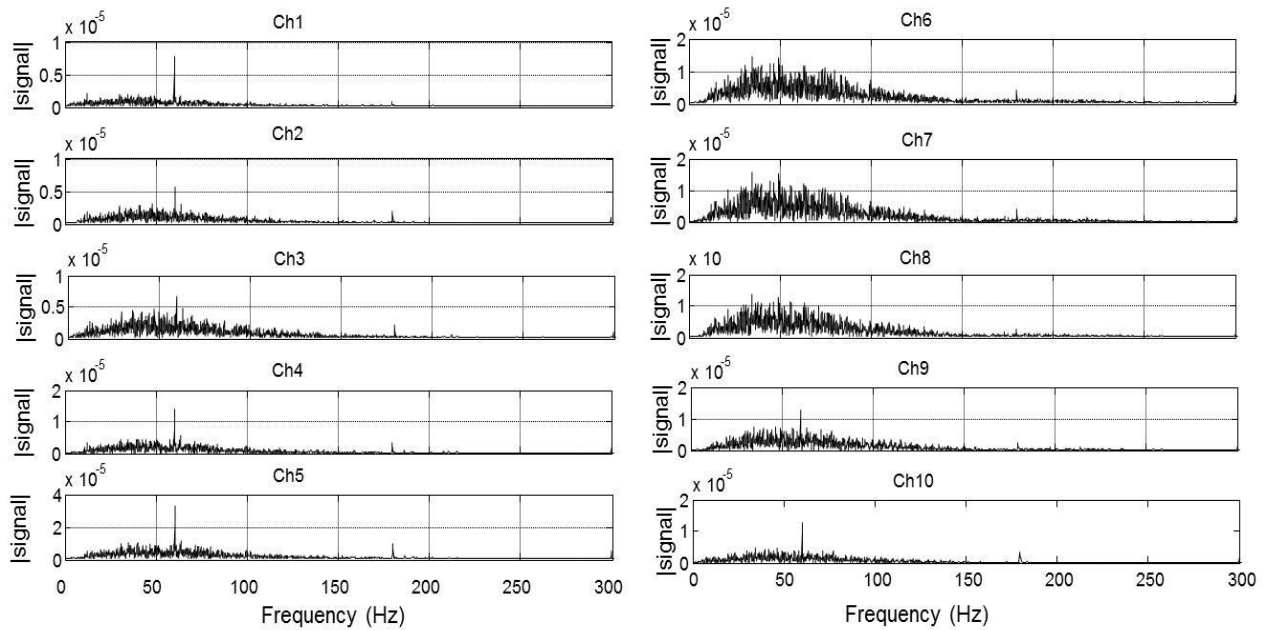 x 10⁻⁵
Ch1
|signal|
1
0.5
0
x 10⁻⁵
Ch2
|signal|
1
0.5
0
x 10⁻⁵
Ch3
|signal|
1
0.5
0
x 10⁻⁵
Ch4
|signal|
2
1
0
x 10⁻⁵
Ch5
|signal|
4
2
0
0 50 100 150 200 250 300
Frequency (Hz)
x 10⁻⁵
Ch6
|signal|
2
1
0
x 10⁻⁵
Ch7
|signal|
2
1
0
x 10
Ch8
|signal|
2
1
0
x 10⁻⁵
Ch9
|signal|
2
1
0
x 10⁻⁵
Ch10
|signal|
2
1
0
0 50 100 150 200 250 300
Frequency (Hz)